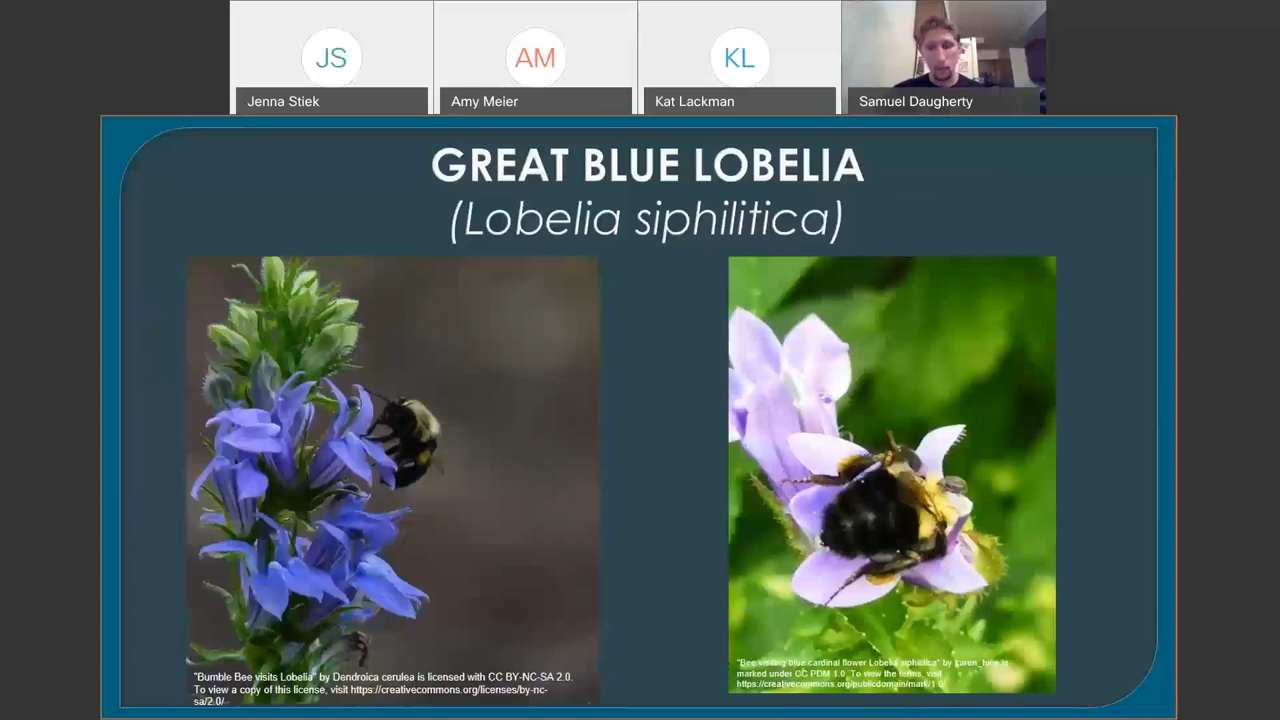 JS
AM
KL
Jenna Stiek
Amy Meier
Kat Lackman
Samuel Daugherty
GREAT BLUE LOBELIA
(Lobelia siphilitica)
"Bumble Bee visits Lobelia" by Dendroica cerulea is licensed with CC BY-NC-SA 2.0.
To view a copy of this license, visit https://creativecommons.org/licenses/by-nc-
sa/2.0/
"Bee visiting blue cardinal flower Lobelia siphilitica" by karen_hine is
marked under CC PDM 1.0. To view the terms, visit
https://creativecommons.org/publicdomain/mark/1.0/